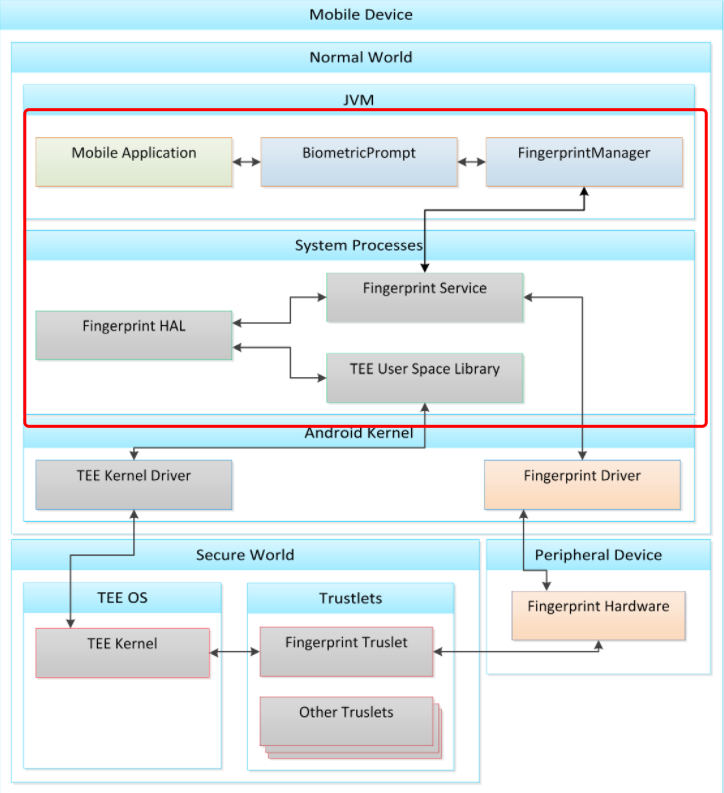 Mobile Device
Normal World
JVM
Mobile Application
BiometricPrompt
FingerprintManager
System Processes
Fingerprint Service
Fingerprint HAL
TEE User Space Library
Android Kernel
TEE Kernel Driver
Fingerprint Driver
Secure World
Peripheral Device
TEE OS
Trustlets
Fingerprint Hardware
TEE Kernel
Fingerprint Truslet
Other Truslets